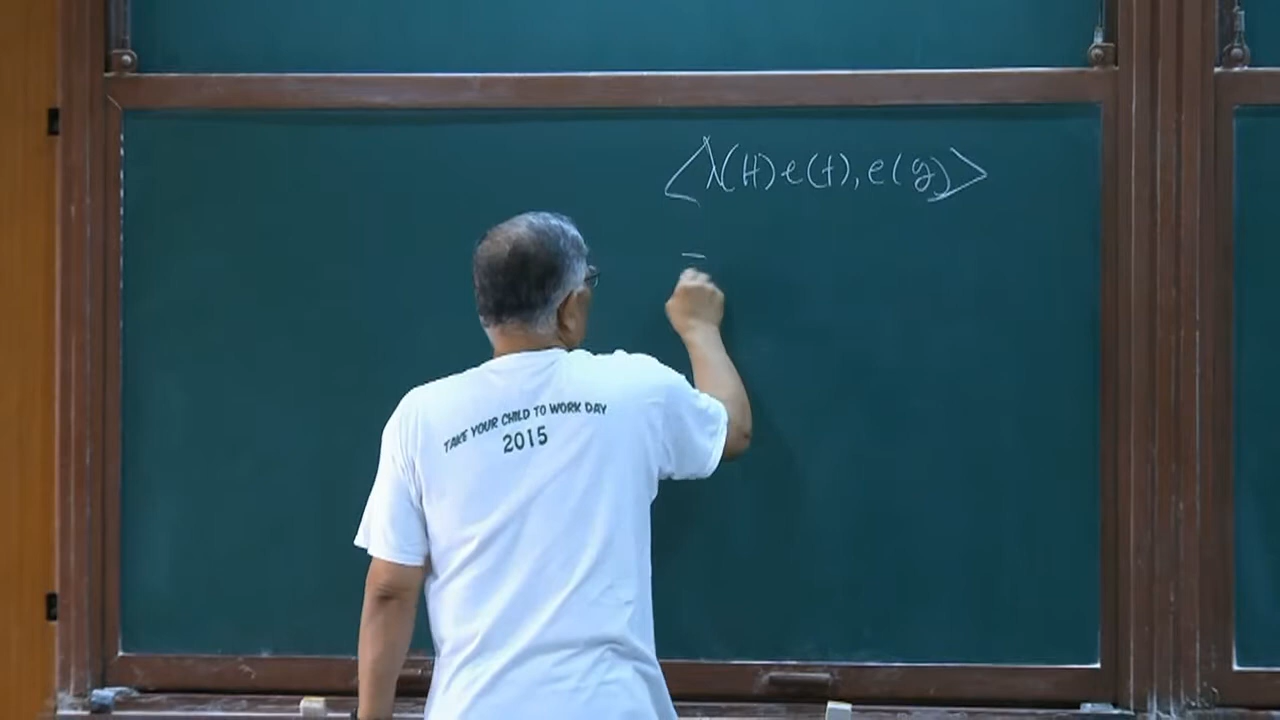 ⟨λ(H)e(f), e(g)⟩
=
TAKE YOUR CHILD TO WORK DAY
2015